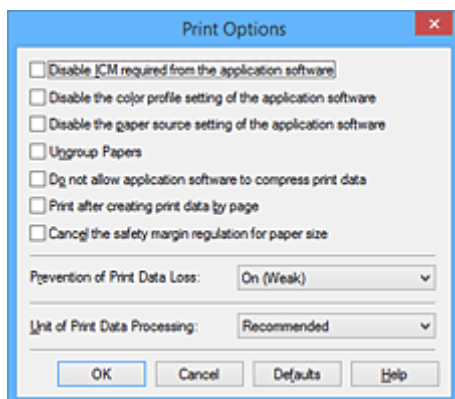 Print Options
Disable ICM required from the application software
Disable the color profile setting of the application software
Disable the paper source setting of the application software
Ungroup Papers
Do not allow application software to compress print data
Print after creating print data by page
Cancel the safety margin regulation for paper size
Prevention of Print Data Loss: On (Weak)
Unit of Print Data Processing: Recommended
OK Cancel Defaults Help